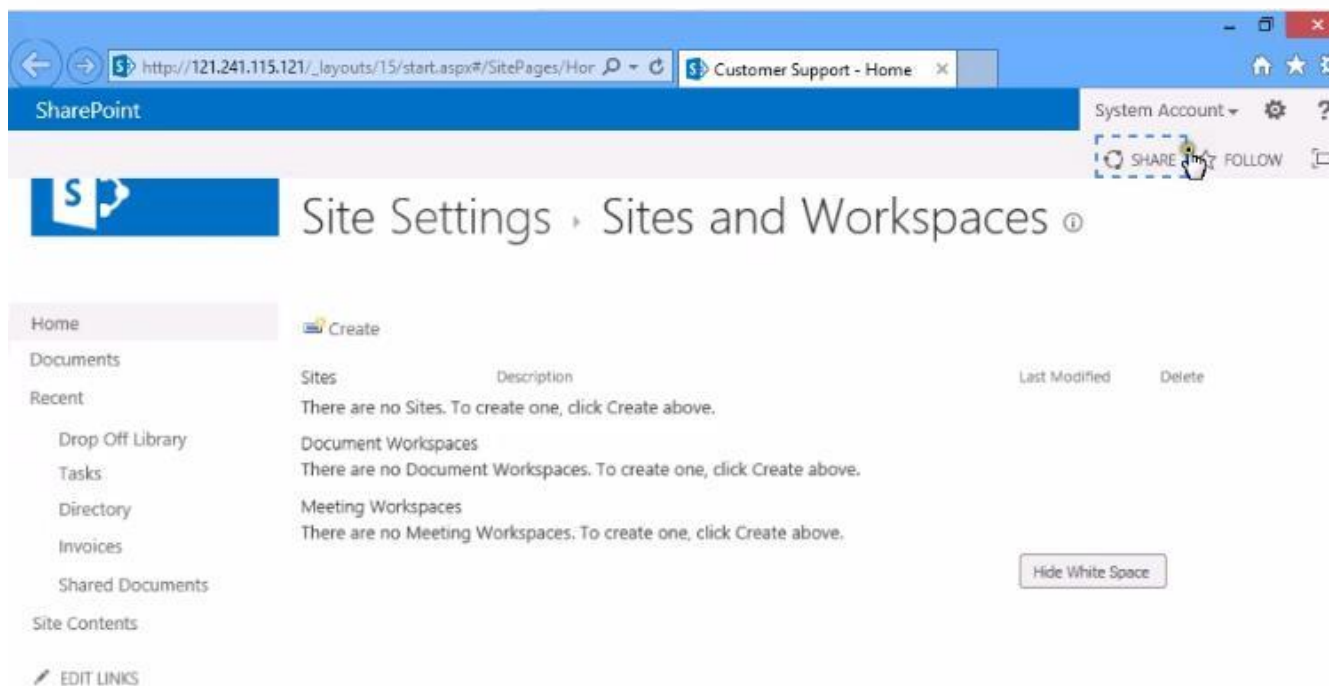 http://121.241.115.121/_layouts/15/start.aspx#/SitePages/Hor
Customer Support - Home
SharePoint
System Account
?
SHARE
FOLLOW
S
Site Settings › Sites and Workspaces
Home
Create
Documents
Sites Description Last Modified Delete
Recent
There are no Sites. To create one, click Create above.
Drop Off Library
Document Workspaces
Tasks
There are no Document Workspaces. To create one, click Create above.
Directory
Meeting Workspaces
There are no Meeting Workspaces. To create one, click Create above.
Invoices
Hide White Space
Shared Documents
Site Contents
EDIT LINKS